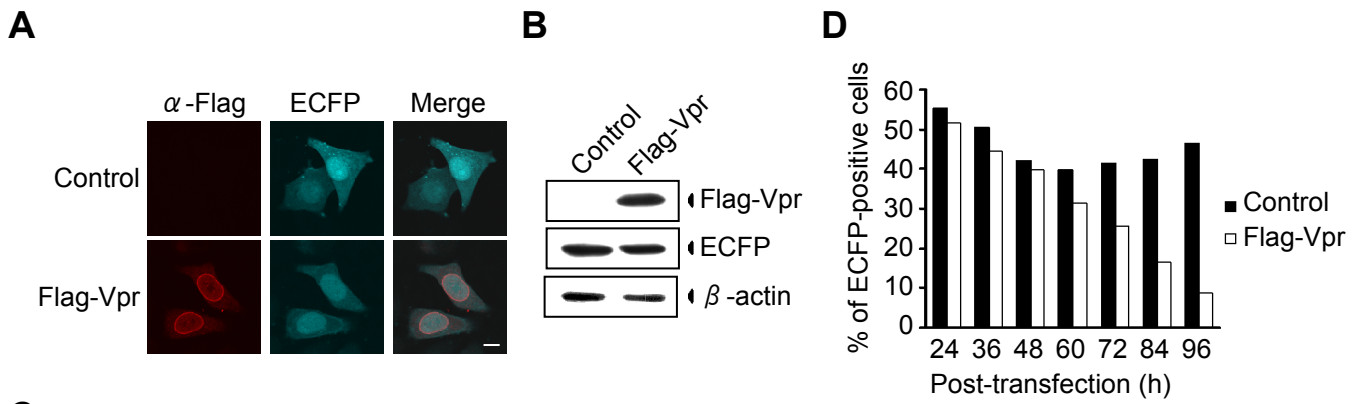 A
α-Flag ECFP Merge
Control
Flag-Vpr
B
Control Flag-Vpr
Flag-Vpr
ECFP
β-actin
D
% of ECFP-positive cells
60
50
40
30
20
10
0
24 36 48 60 72 84 96
Post-transfection (h)
Control
Flag-Vpr